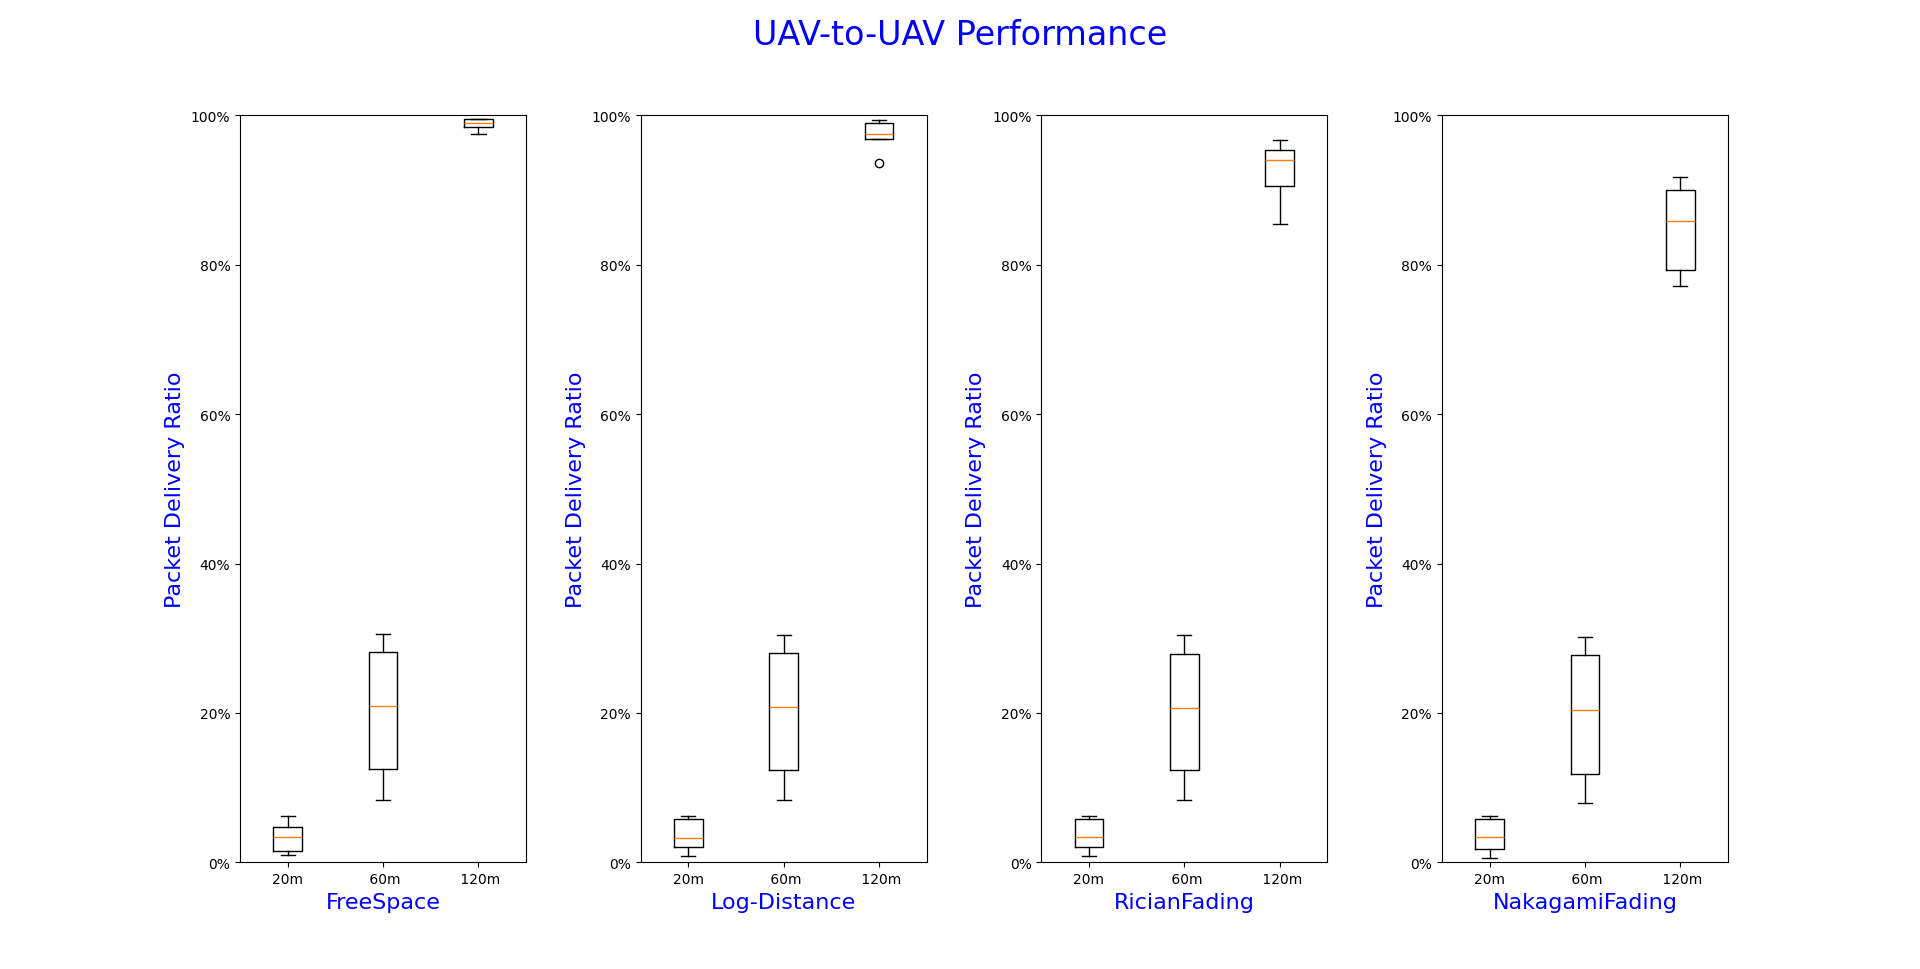 UAV-to-UAV Performance
Packet Delivery Ratio
100%
80%
60%
40%
20%
0%
20m 60m 120m
FreeSpace
Packet Delivery Ratio
100%
80%
60%
40%
20%
0%
20m 60m 120m
Log-Distance
Packet Delivery Ratio
100%
80%
60%
40%
20%
0%
20m 60m 120m
RicianFading
Packet Delivery Ratio
100%
80%
60%
40%
20%
0%
20m 60m 120m
NakagamiFading